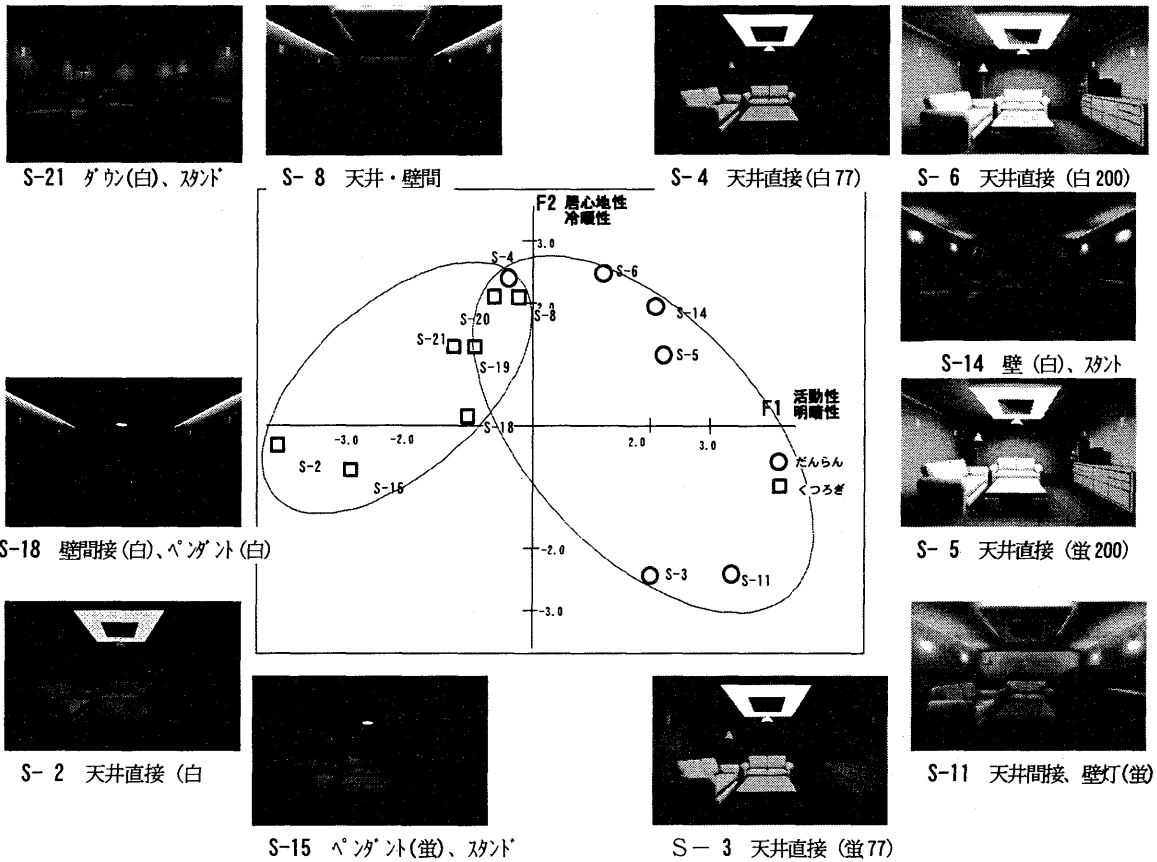 S-21 ダウン(白)、スタンド
S- 8 天井・壁間
S- 4 天井直接(白77)
S- 6 天井直接 (白200)
F2 居心地性
冷暖性
3.0
S-4
S-6
2.0
S-8
S-20
S-14
S-21
S-19
S-5
S-14 壁 (白)、スタント
F1 活動性
明暗性
S-18
-3.0
-2.0
2.0
3.0
だんらん
くつろぎ
S-2
S-15
S-18 壁間接(白)、ペンダント(白)
S- 5 天井直接 (蛍200)
-2.0
S-3
S-11
-3.0
S- 2 天井直接 (白
S-11 天井間接、壁灯(蛍)
S-15 ペンダント(蛍)、スタンド
S- 3 天井直接 (蛍77)